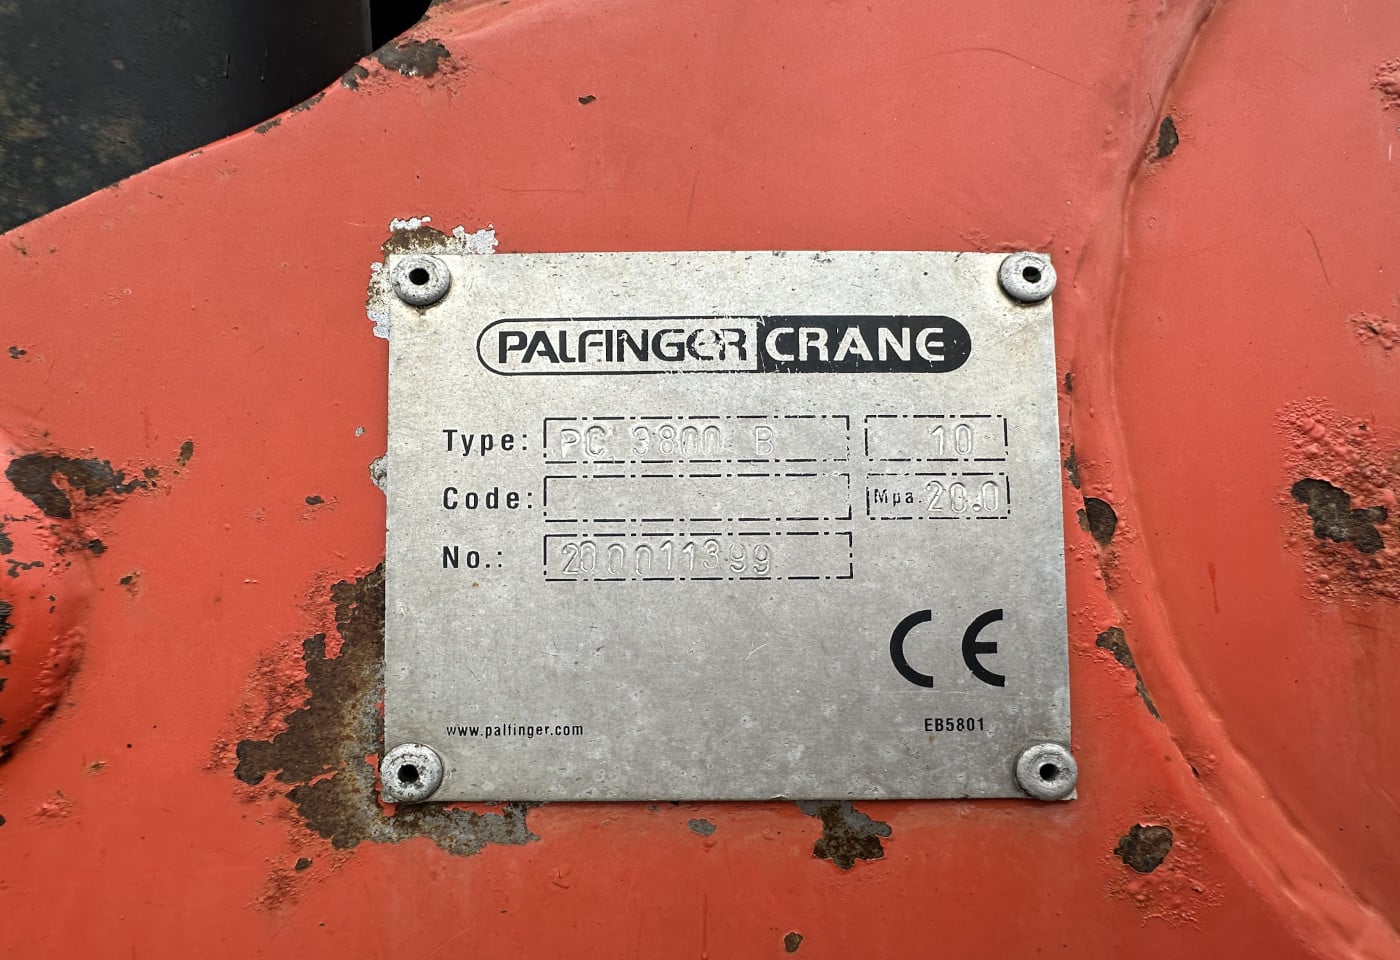 PALFINGER CRANE
Type: PC 3800 B 10
Code: Mpa. 20.0
No.: 200011399
CE
www.palfinger.com
EB5801